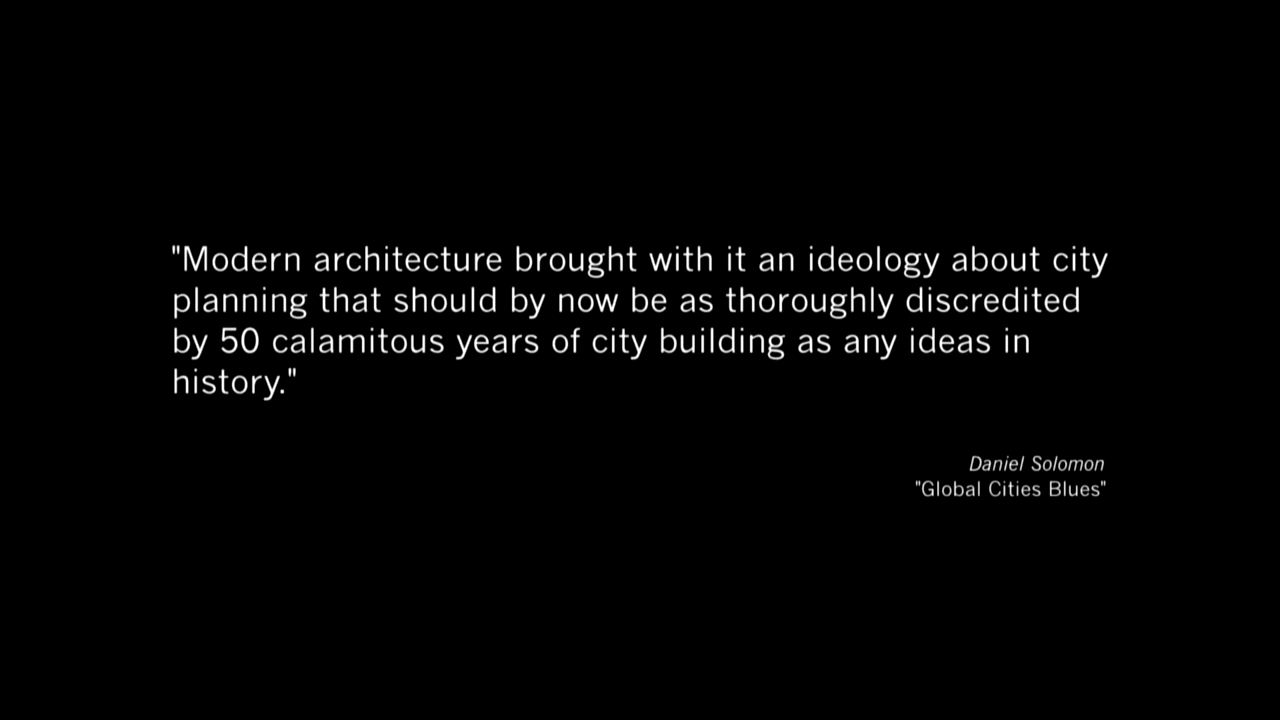 "Modern architecture brought with it an ideology about city
planning that should by now be as thoroughly discredited
by 50 calamitous years of city building as any ideas in
history."
Daniel Solomon
"Global Cities Blues"